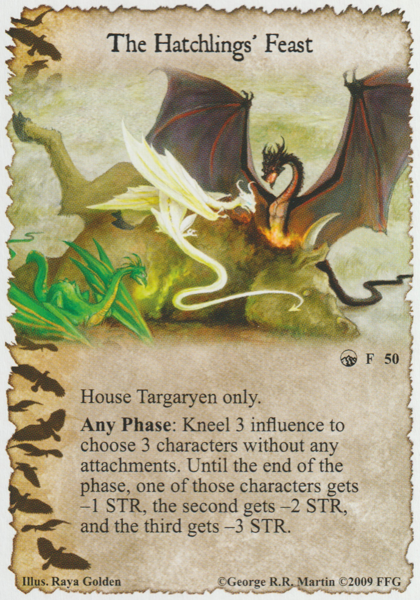 The Hatchlings' Feast
F 50
House Targaryen only.
Any Phase: Kneel 3 influence to
choose 3 characters without any
attachments. Until the end of the
phase, one of those characters gets
–1 STR, the second gets –2 STR,
and the third gets –3 STR.
Illus. Raya Golden ©George R.R. Martin ©2009 FFG